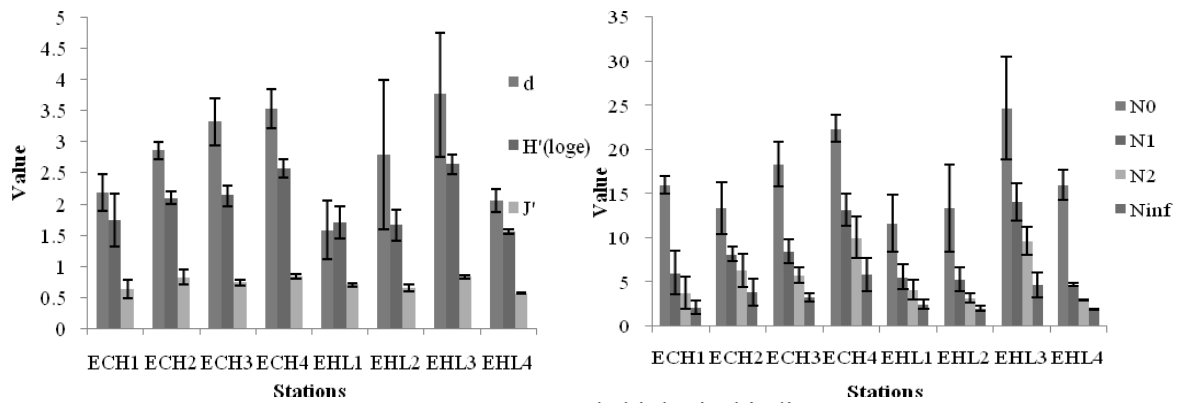 5
4.5
4
3.5
3
2.5
2
1.5
1
0.5
0
Value
ECH1 ECH2 ECH3 ECH4 EHL1 EHL2 EHL3 EHL4
Stations
d
H'(loge)
J'
35
30
25
20
15
10
5
0
Value
ECH1 ECH2 ECH3 ECH4 EHL1 EHL2 EHL3 EHL4
Stations
N0
N1
N2
Ninf